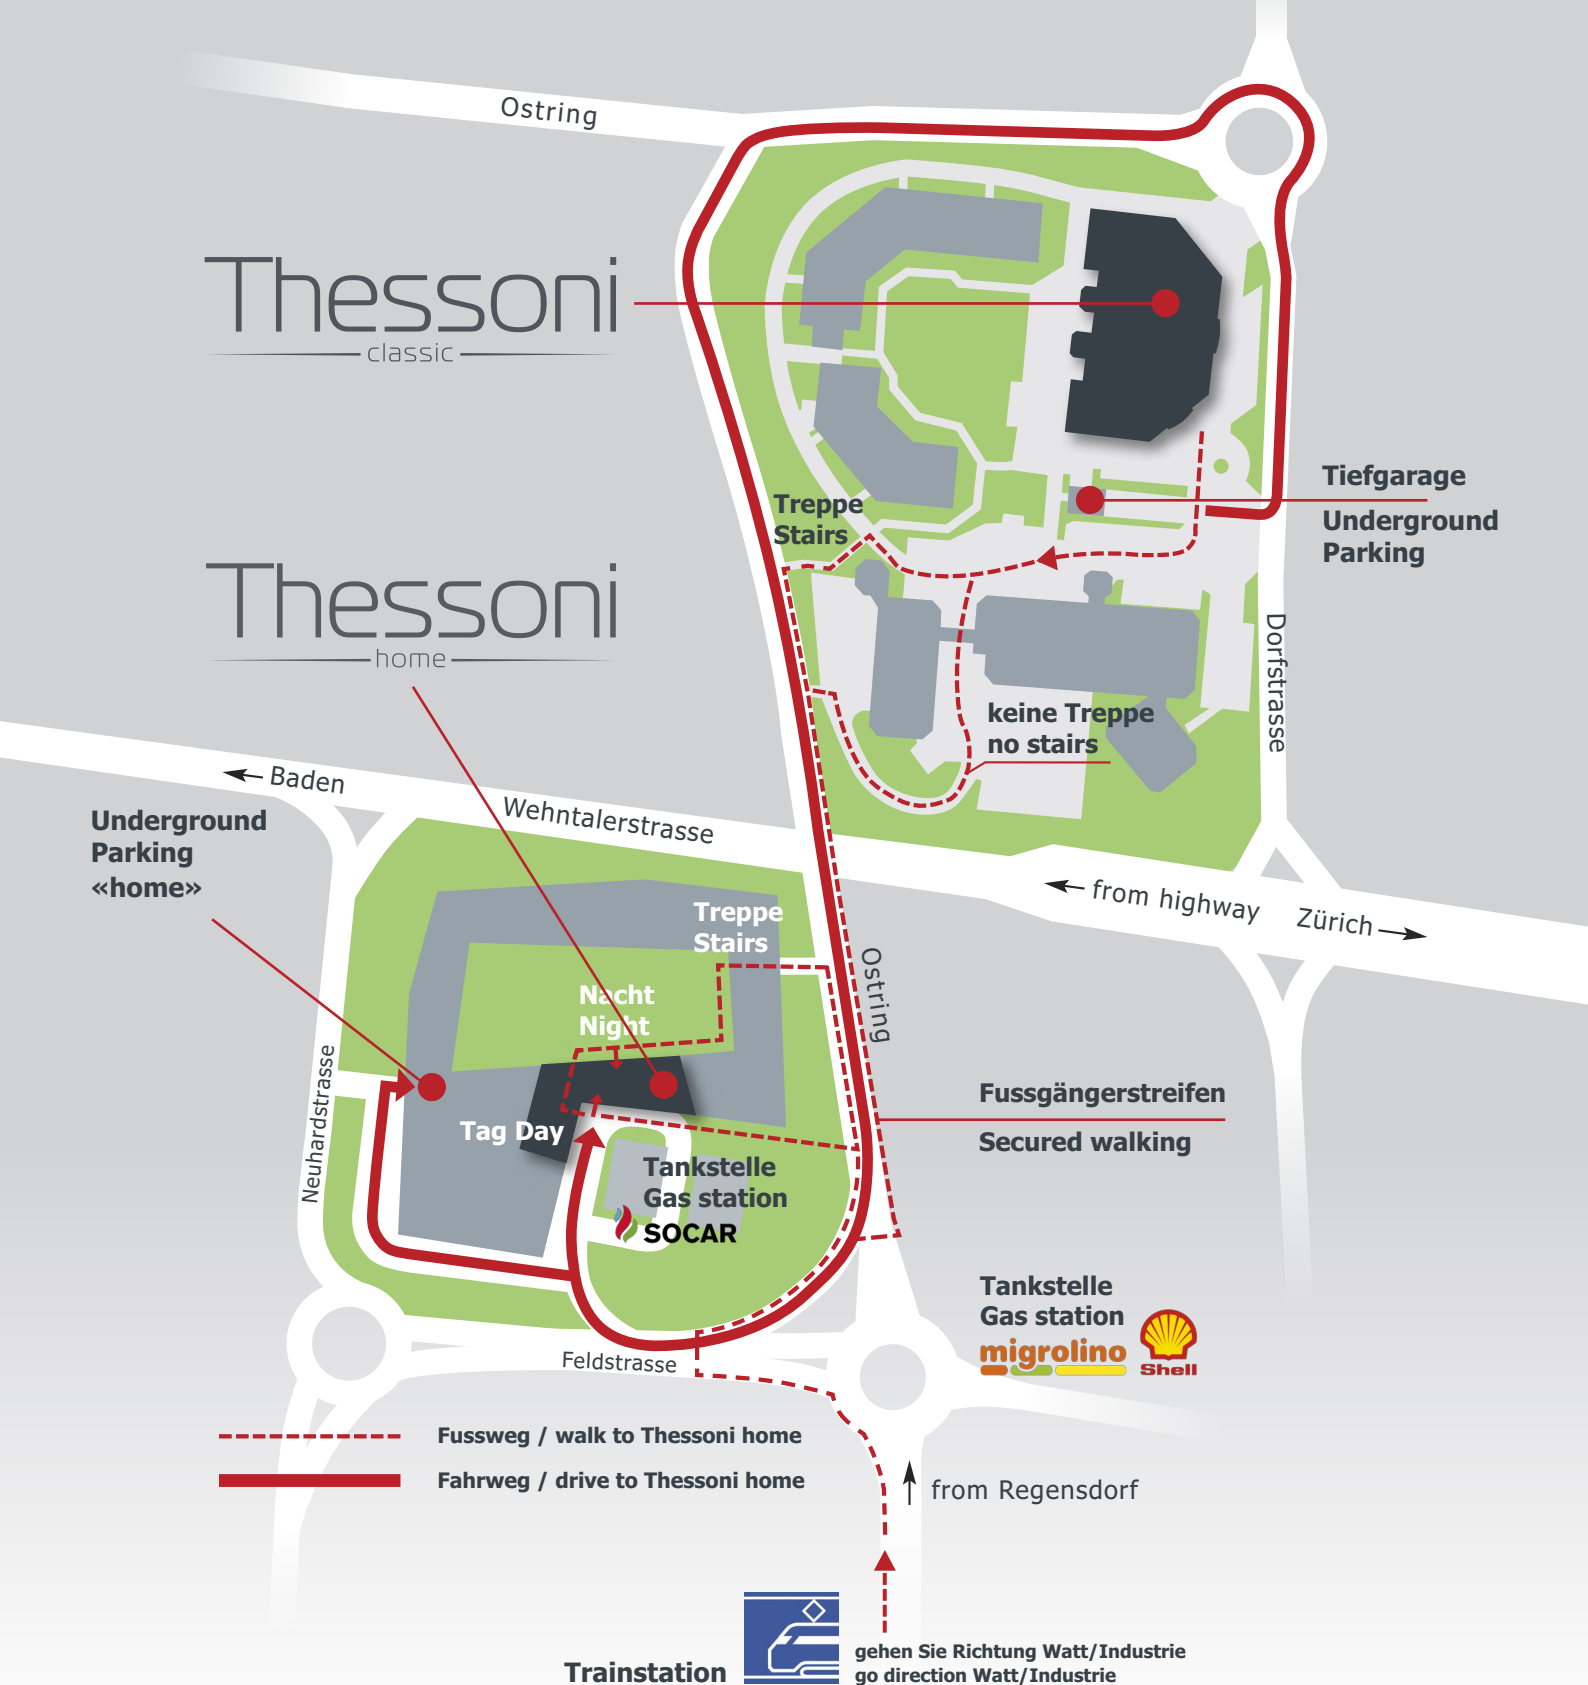 Ostring
Thessoni
classic
Tiefgarage
Underground
Parking
Treppe
Stairs
Thessoni
home
Dorfstrasse
keine Treppe
no stairs
Baden
Wehntalerstrasse
Underground
Parking
«home»
from highway
Zürich
Treppe
Stairs
Ostring
Nacht
Night
Neuhardstrasse
Fussgängerstreifen
Secured walking
Tag Day
Tankstelle
Gas station
SOCAR
Tankstelle
Gas station
migrolino
Shell
Feldstrasse
Fussweg / walk to Thessoni home
Fahrweg / drive to Thessoni home
from Regensdorf
Trainstation
gehen Sie Richtung Watt/Industrie
go direction Watt/Industrie